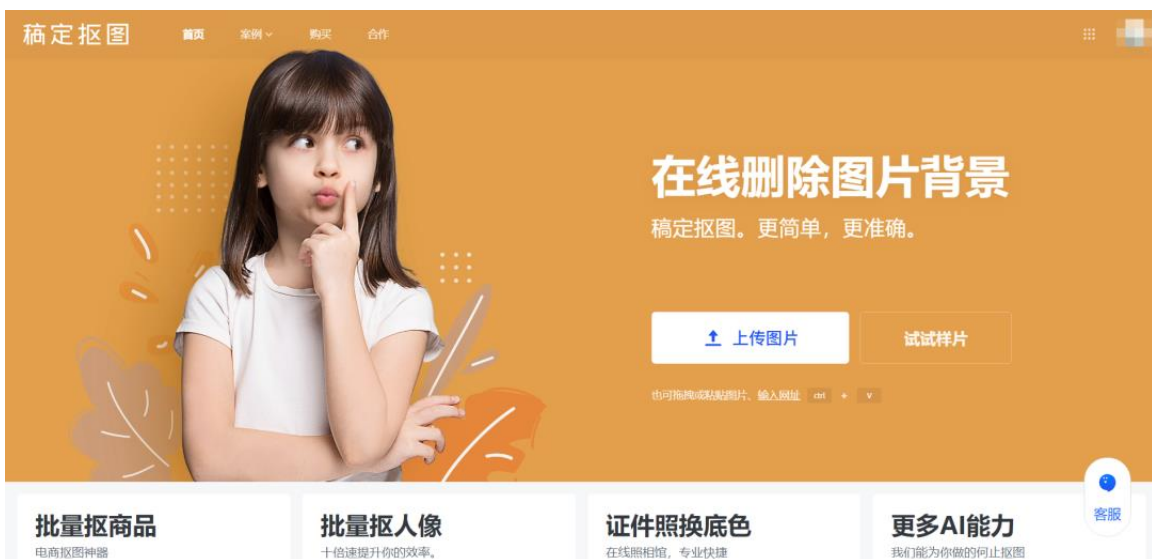 稿定抠图 首页 案例 购买 合作
在线删除图片背景
稿定抠图。更简单，更准确。
上传图片 试试样片
也可拖拽或粘贴图片、输入网址 ctrl + V
客服
批量抠商品 批量抠人像 证件照换底色 更多AI能力
电商抠图神器 十倍速提升你的效率。 在线照相馆，专业快捷 我们能为你做的何止抠图